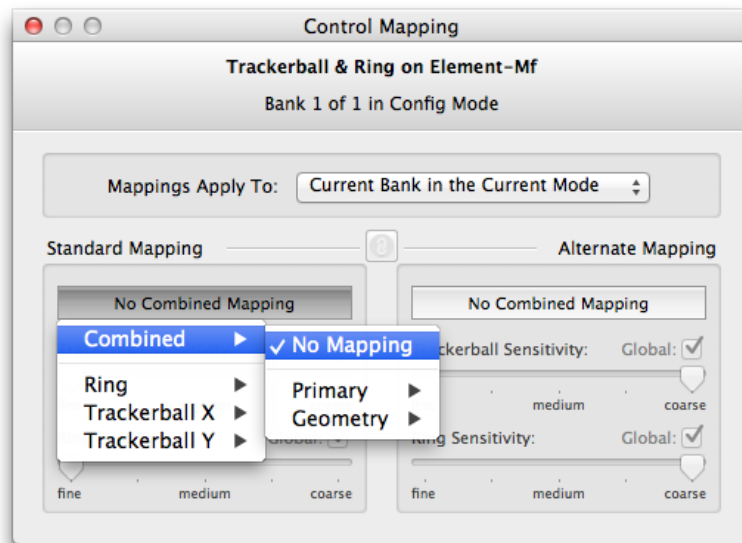 Control Mapping
Trackerball & Ring on Element-Mf
Bank 1 of 1 in Config Mode
Mappings Apply To: Current Bank in the Current Mode
Standard Mapping
Alternate Mapping
No Combined Mapping
No Combined Mapping
Combined
Ring
Trackerball X
Trackerball Y
No Mapping
Primary
Geometry
ckerball Sensitivity: Global:
medium coarse
Global:
Ring Sensitivity: Global:
fine medium coarse
fine medium coarse